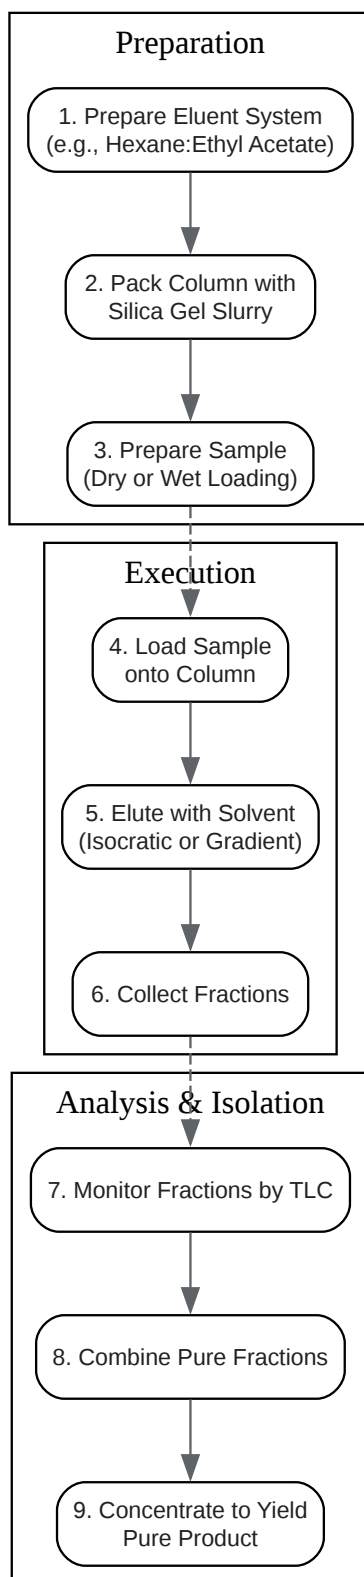 Preparation
1. Prepare Eluent System
(e.g., Hexane:Ethyl Acetate)
2. Pack Column with
Silica Gel Slurry
3. Prepare Sample
(Dry or Wet Loading)
Execution
4. Load Sample
onto Column
5. Elute with Solvent
(Isocratic or Gradient)
6. Collect Fractions
Analysis & Isolation
7. Monitor Fractions by TLC
8. Combine Pure Fractions
9. Concentrate to Yield
Pure Product